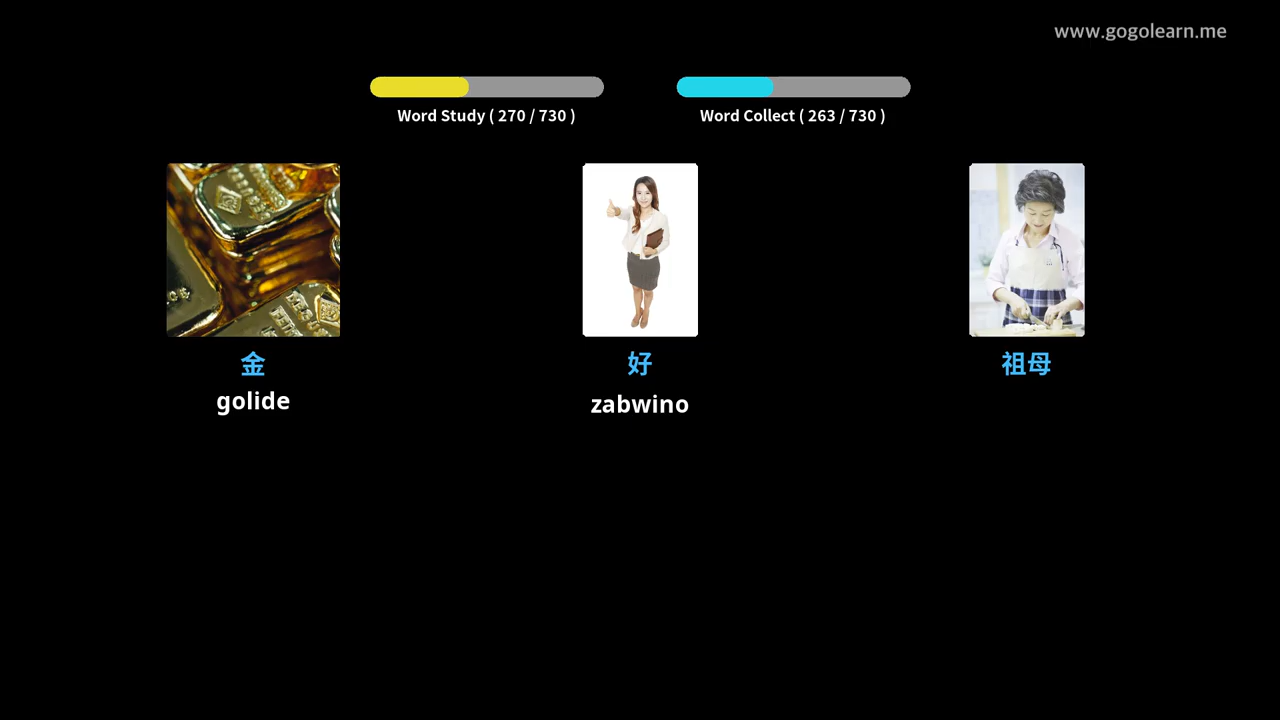 www.gogolearn.me
Word Study ( 270 / 730 )
Word Collect ( 263 / 730 )
金
golide
好
zabwino
祖母